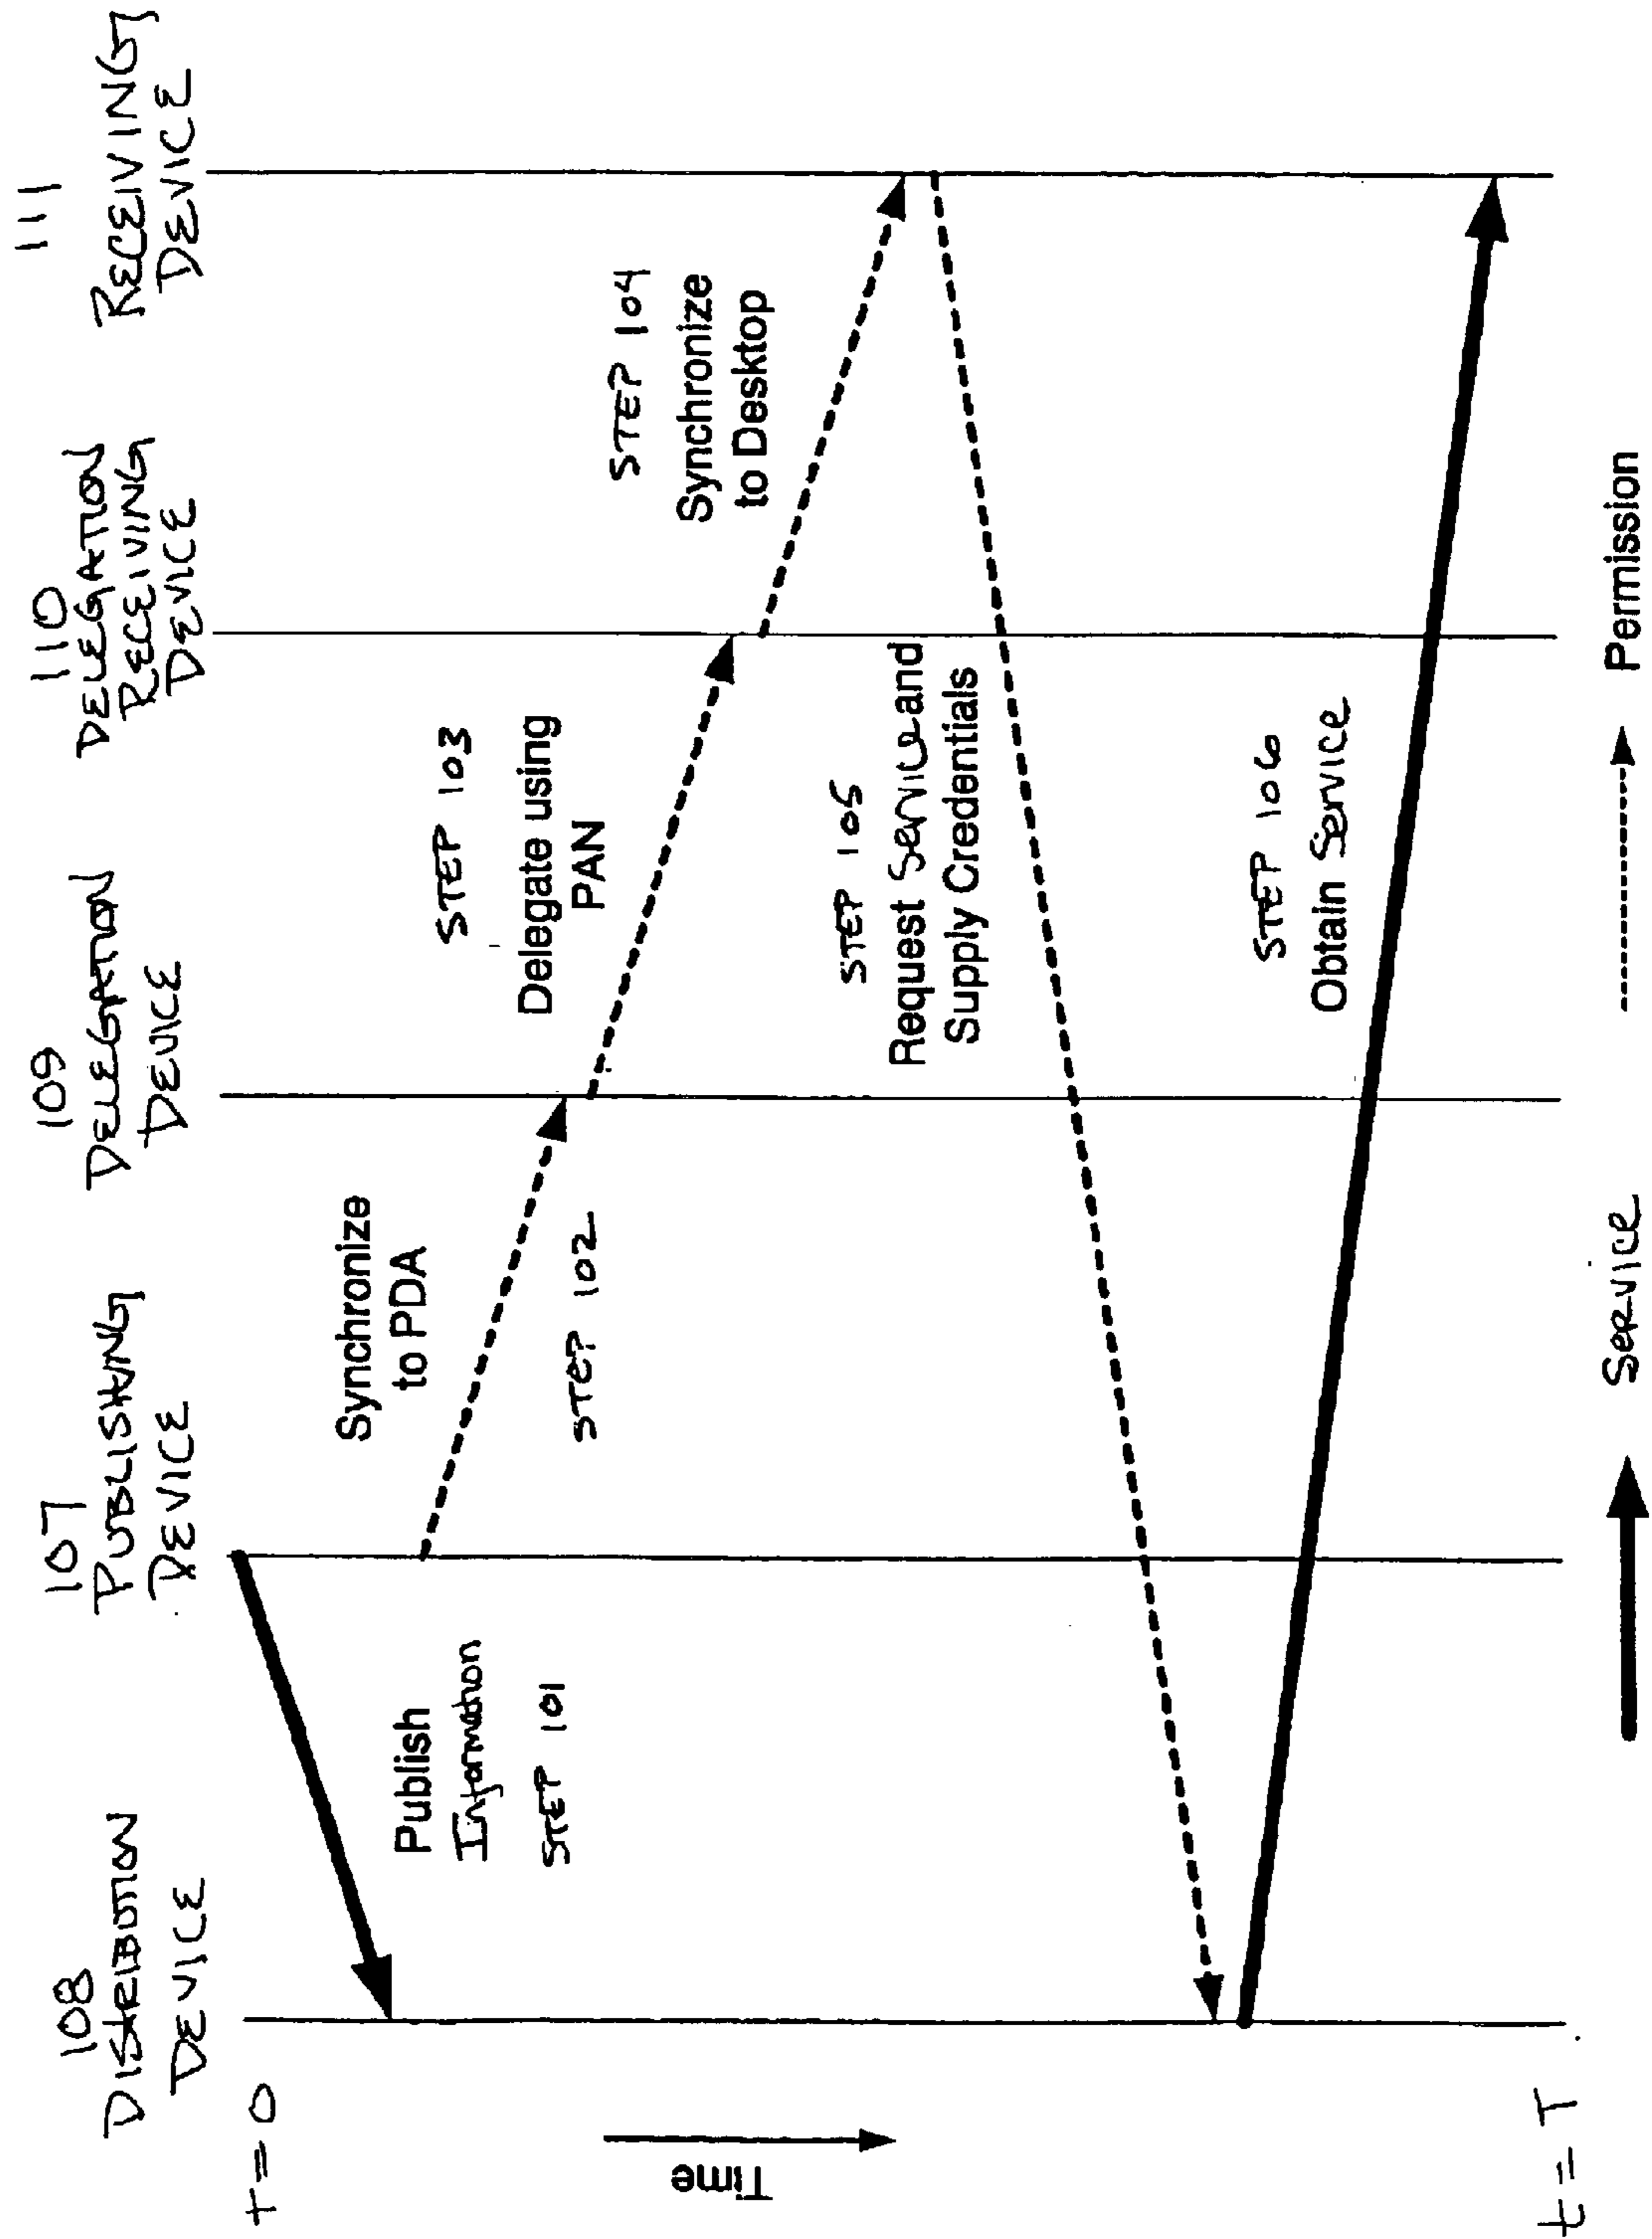 108
DISTRIBUTION
DEVICE
107
PUBLISHING
DEVICE
109
DELEGATION
DEVICE
110
DELEGATION
RECEIVING
DEVICE
111
RECEIVING
DEVICE
t = 0
Publish
Information
STEP 101
Synchronize
to PDA
STEP 102
STEP 103
Delegate using
PAN
STEP 104
Synchronize
to Desktop
STEP 105
Request Service and
Supply Credentials
STEP 106
Obtain Service
Time
t = T
Service
Permission